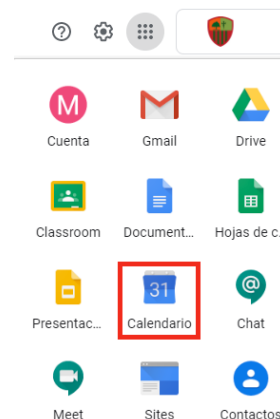 M
Cuenta Gmail Drive
Classroom Document... Hojas de c...
31
Presentac... Calendario Chat
Meet Sites Contactos